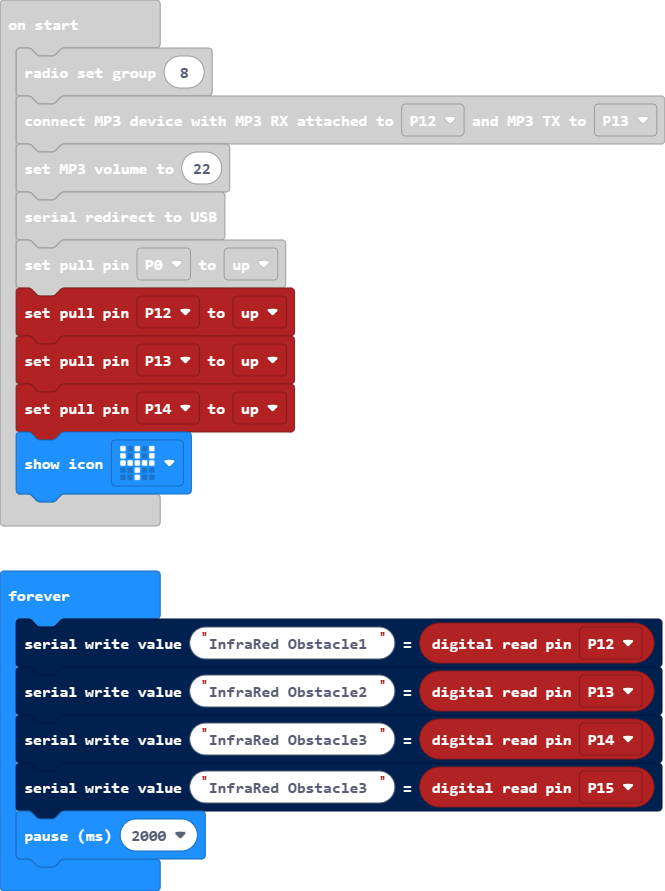 on start
radio set group 8
connect MP3 device with MP3 RX attached to P12 and MP3 TX to P13
set MP3 volume to 22
serial redirect to USB
set pull pin P0 to up
set pull pin P12 to up
set pull pin P13 to up
set pull pin P14 to up
show icon
forever
serial write value "InfraRed Obstacle1 " = digital read pin P12
serial write value "InfraRed Obstacle2 " = digital read pin P13
serial write value "InfraRed Obstacle3 " = digital read pin P14
serial write value "InfraRed Obstacle3 " = digital read pin P15
pause (ms) 2000